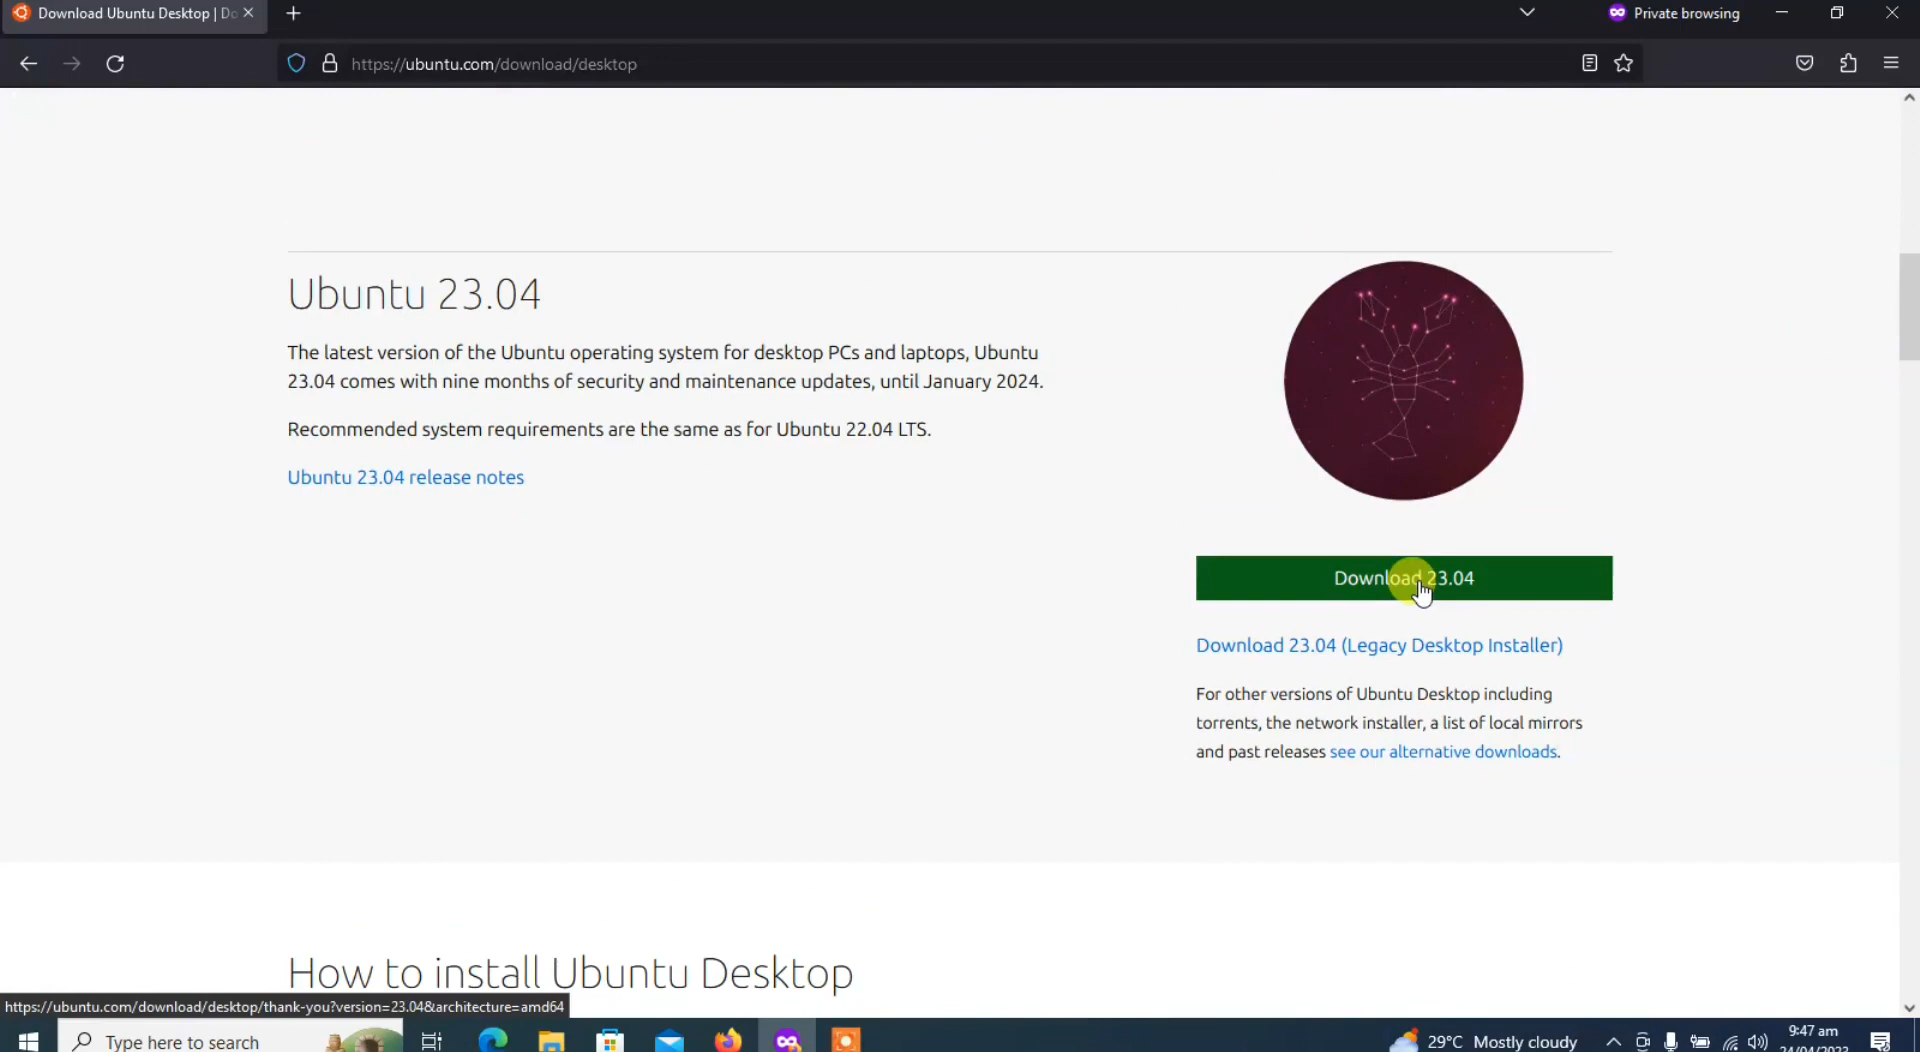 Download Ubuntu Desktop | Do
Private browsing
https://ubuntu.com/download/desktop
Ubuntu 23.04
The latest version of the Ubuntu operating system for desktop PCs and laptops, Ubuntu
23.04 comes with nine months of security and maintenance updates, until January 2024.
Recommended system requirements are the same as for Ubuntu 22.04 LTS.
Ubuntu 23.04 release notes
Download 23.04
Download 23.04 (Legacy Desktop Installer)
For other versions of Ubuntu Desktop including
torrents, the network installer, a list of local mirrors
and past releases see our alternative downloads.
How to install Ubuntu Desktop
https://ubuntu.com/download/desktop/thank-you?version=23.04&architecture=amd64
Type here to search
29°C Mostly cloudy
9:47 am
24/04/2023